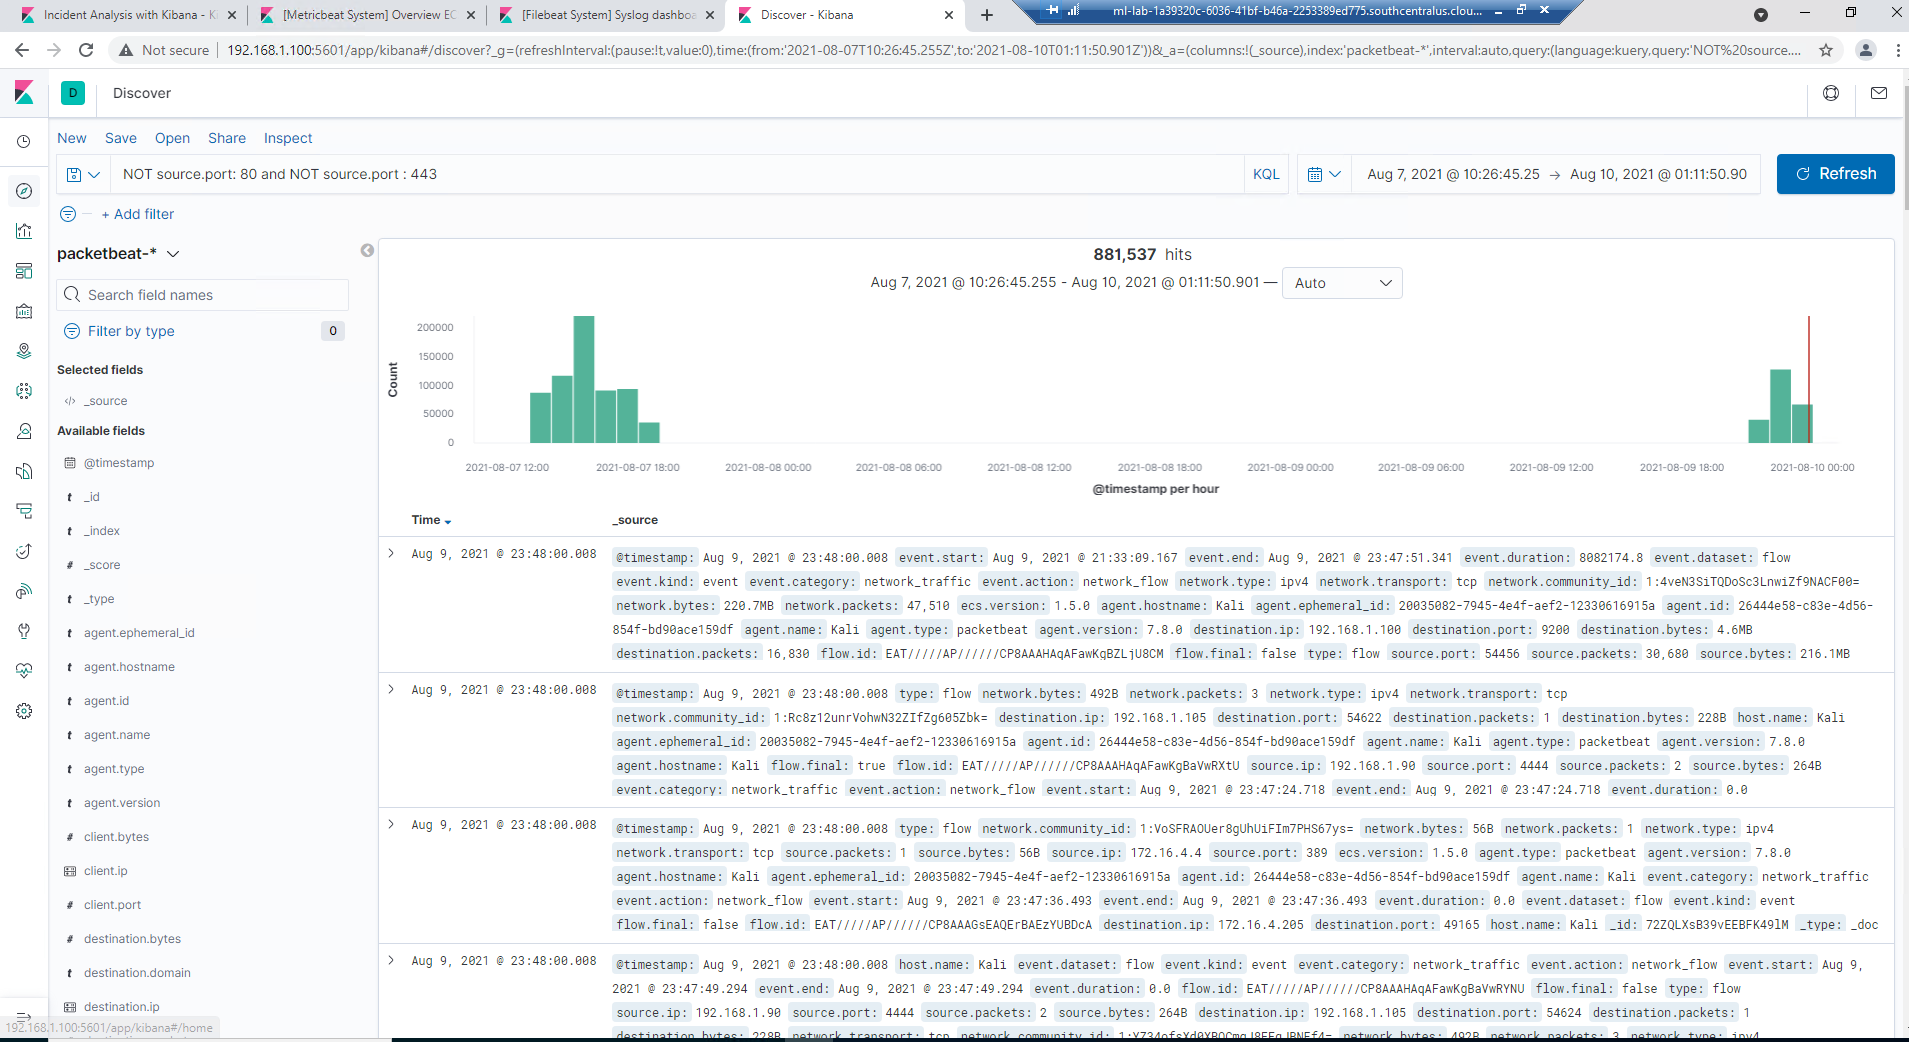 Incident Analysis with Kibana - K
[Metricbeat System] Overview EC
[Filebeat System] Syslog dashboa
Discover - Kibana
ml-lab-1a39320c-6036-41bf-b46a-2253389ed775.southcentralus.clou...
Not secure
192.168.1.100:5601/app/kibana#/discover?_g=(refreshInterval:(pause:!t,value:0),time:(from:'2021-08-07T10:26:45.255Z',to:'2021-08-10T01:11:50.901Z'))&_a=(columns:!(_source),index:'packetbeat-*',interval:auto,query:(language:kuery,query:'NOT%20source....
D
Discover
New Save Open Share Inspect
NOT source.port: 80 and NOT source.port : 443
KQL
Aug 7, 2021 @ 10:26:45.25 → Aug 10, 2021 @ 01:11:50.90
Refresh
+ Add filter
packetbeat-*
Search field names
Filter by type 0
Selected fields
_source
Available fields
@timestamp
t _id
t _index
# _score
t _type
t agent.ephemeral_id
t agent.hostname
t agent.id
t agent.name
t agent.type
t agent.version
# client.bytes
client.ip
# client.port
# destination.bytes
t destination.domain
destination.ip
192.168.1.100:5601/app/kibana#/home
881,537 hits
Aug 7, 2021 @ 10:26:45.255 - Aug 10, 2021 @ 01:11:50.901 — Auto
Count
200000
150000
100000
50000
0
2021-08-07 12:00 2021-08-07 18:00 2021-08-08 00:00 2021-08-08 06:00 2021-08-08 12:00 2021-08-08 18:00 2021-08-09 00:00 2021-08-09 06:00 2021-08-09 12:00 2021-08-09 18:00 2021-08-10 00:00
@timestamp per hour
Time _source
Aug 9, 2021 @ 23:48:00.008
@timestamp: Aug 9, 2021 @ 23:48:00.008 event.start: Aug 9, 2021 @ 21:33:09.167 event.end: Aug 9, 2021 @ 23:47:51.341 event.duration: 8082174.8 event.dataset: flow
event.kind: event event.category: network_traffic event.action: network_flow network.type: ipv4 network.transport: tcp network.community_id: 1:4veN3SiTQDoSc3LnwiZf9NACF00=
network.bytes: 220.7MB network.packets: 47,510 ecs.version: 1.5.0 agent.hostname: Kali agent.ephemeral_id: 20035082-7945-4e4f-aef2-12330616915a agent.id: 26444e58-c83e-4d56-
854f-bd90ace159df agent.name: Kali agent.type: packetbeat agent.version: 7.8.0 destination.ip: 192.168.1.100 destination.port: 9200 destination.bytes: 4.6MB
destination.packets: 16,830 flow.id: EAT/////AP//////CP8AAAHAqAFawKgBZLjU8CM flow.final: false type: flow source.port: 54456 source.packets: 30,680 source.bytes: 216.1MB
Aug 9, 2021 @ 23:48:00.008
@timestamp: Aug 9, 2021 @ 23:48:00.008 type: flow network.bytes: 492B network.packets: 3 network.type: ipv4 network.transport: tcp
network.community_id: 1:Rc8z12unrVohwN32ZIfZg605Zbk= destination.ip: 192.168.1.105 destination.port: 54622 destination.packets: 1 destination.bytes: 228B host.name: Kali
agent.ephemeral_id: 20035082-7945-4e4f-aef2-12330616915a agent.id: 26444e58-c83e-4d56-854f-bd90ace159df agent.name: Kali agent.type: packetbeat agent.version: 7.8.0
agent.hostname: Kali flow.final: true flow.id: EAT/////AP//////CP8AAAHAqAFawKgBaVwRXtU source.ip: 192.168.1.90 source.port: 4444 source.packets: 2 source.bytes: 264B
event.category: network_traffic event.action: network_flow event.start: Aug 9, 2021 @ 23:47:24.718 event.end: Aug 9, 2021 @ 23:47:24.718 event.duration: 0.0
Aug 9, 2021 @ 23:48:00.008
@timestamp: Aug 9, 2021 @ 23:48:00.008 type: flow network.community_id: 1:VoSFRAOUer8gUhUiFIm7PHS67ys= network.bytes: 56B network.packets: 1 network.type: ipv4
network.transport: tcp source.packets: 1 source.bytes: 56B source.ip: 172.16.4.4 source.port: 389 ecs.version: 1.5.0 agent.type: packetbeat agent.version: 7.8.0
agent.hostname: Kali agent.ephemeral_id: 20035082-7945-4e4f-aef2-12330616915a agent.id: 26444e58-c83e-4d56-854f-bd90ace159df agent.name: Kali event.category: network_traffic
event.action: network_flow event.start: Aug 9, 2021 @ 23:47:36.493 event.end: Aug 9, 2021 @ 23:47:36.493 event.duration: 0.0 event.dataset: flow event.kind: event
flow.final: false flow.id: EAT/////AP//////CP8AAAGsEAQErBAEzYUBDcA destination.ip: 172.16.4.205 destination.port: 49165 host.name: Kali _id: 72ZQLXsB39vEEBFK49lM _type: _doc
Aug 9, 2021 @ 23:48:00.008
@timestamp: Aug 9, 2021 @ 23:48:00.008 host.name: Kali event.dataset: flow event.kind: event event.category: network_traffic event.action: network_flow event.start: Aug 9,
2021 @ 23:47:49.294 event.end: Aug 9, 2021 @ 23:47:49.294 event.duration: 0.0 flow.id: EAT/////AP//////CP8AAAHAqAFawKgBaVwRYNU flow.final: false type: flow
source.ip: 192.168.1.90 source.port: 4444 source.packets: 2 source.bytes: 264B destination.ip: 192.168.1.105 destination.port: 54624 destination.packets: 1
destination.bytes: 228B network.transport: tcp network.community_id: network.bytes: 492B network.packets: 3 network.type: ipv4